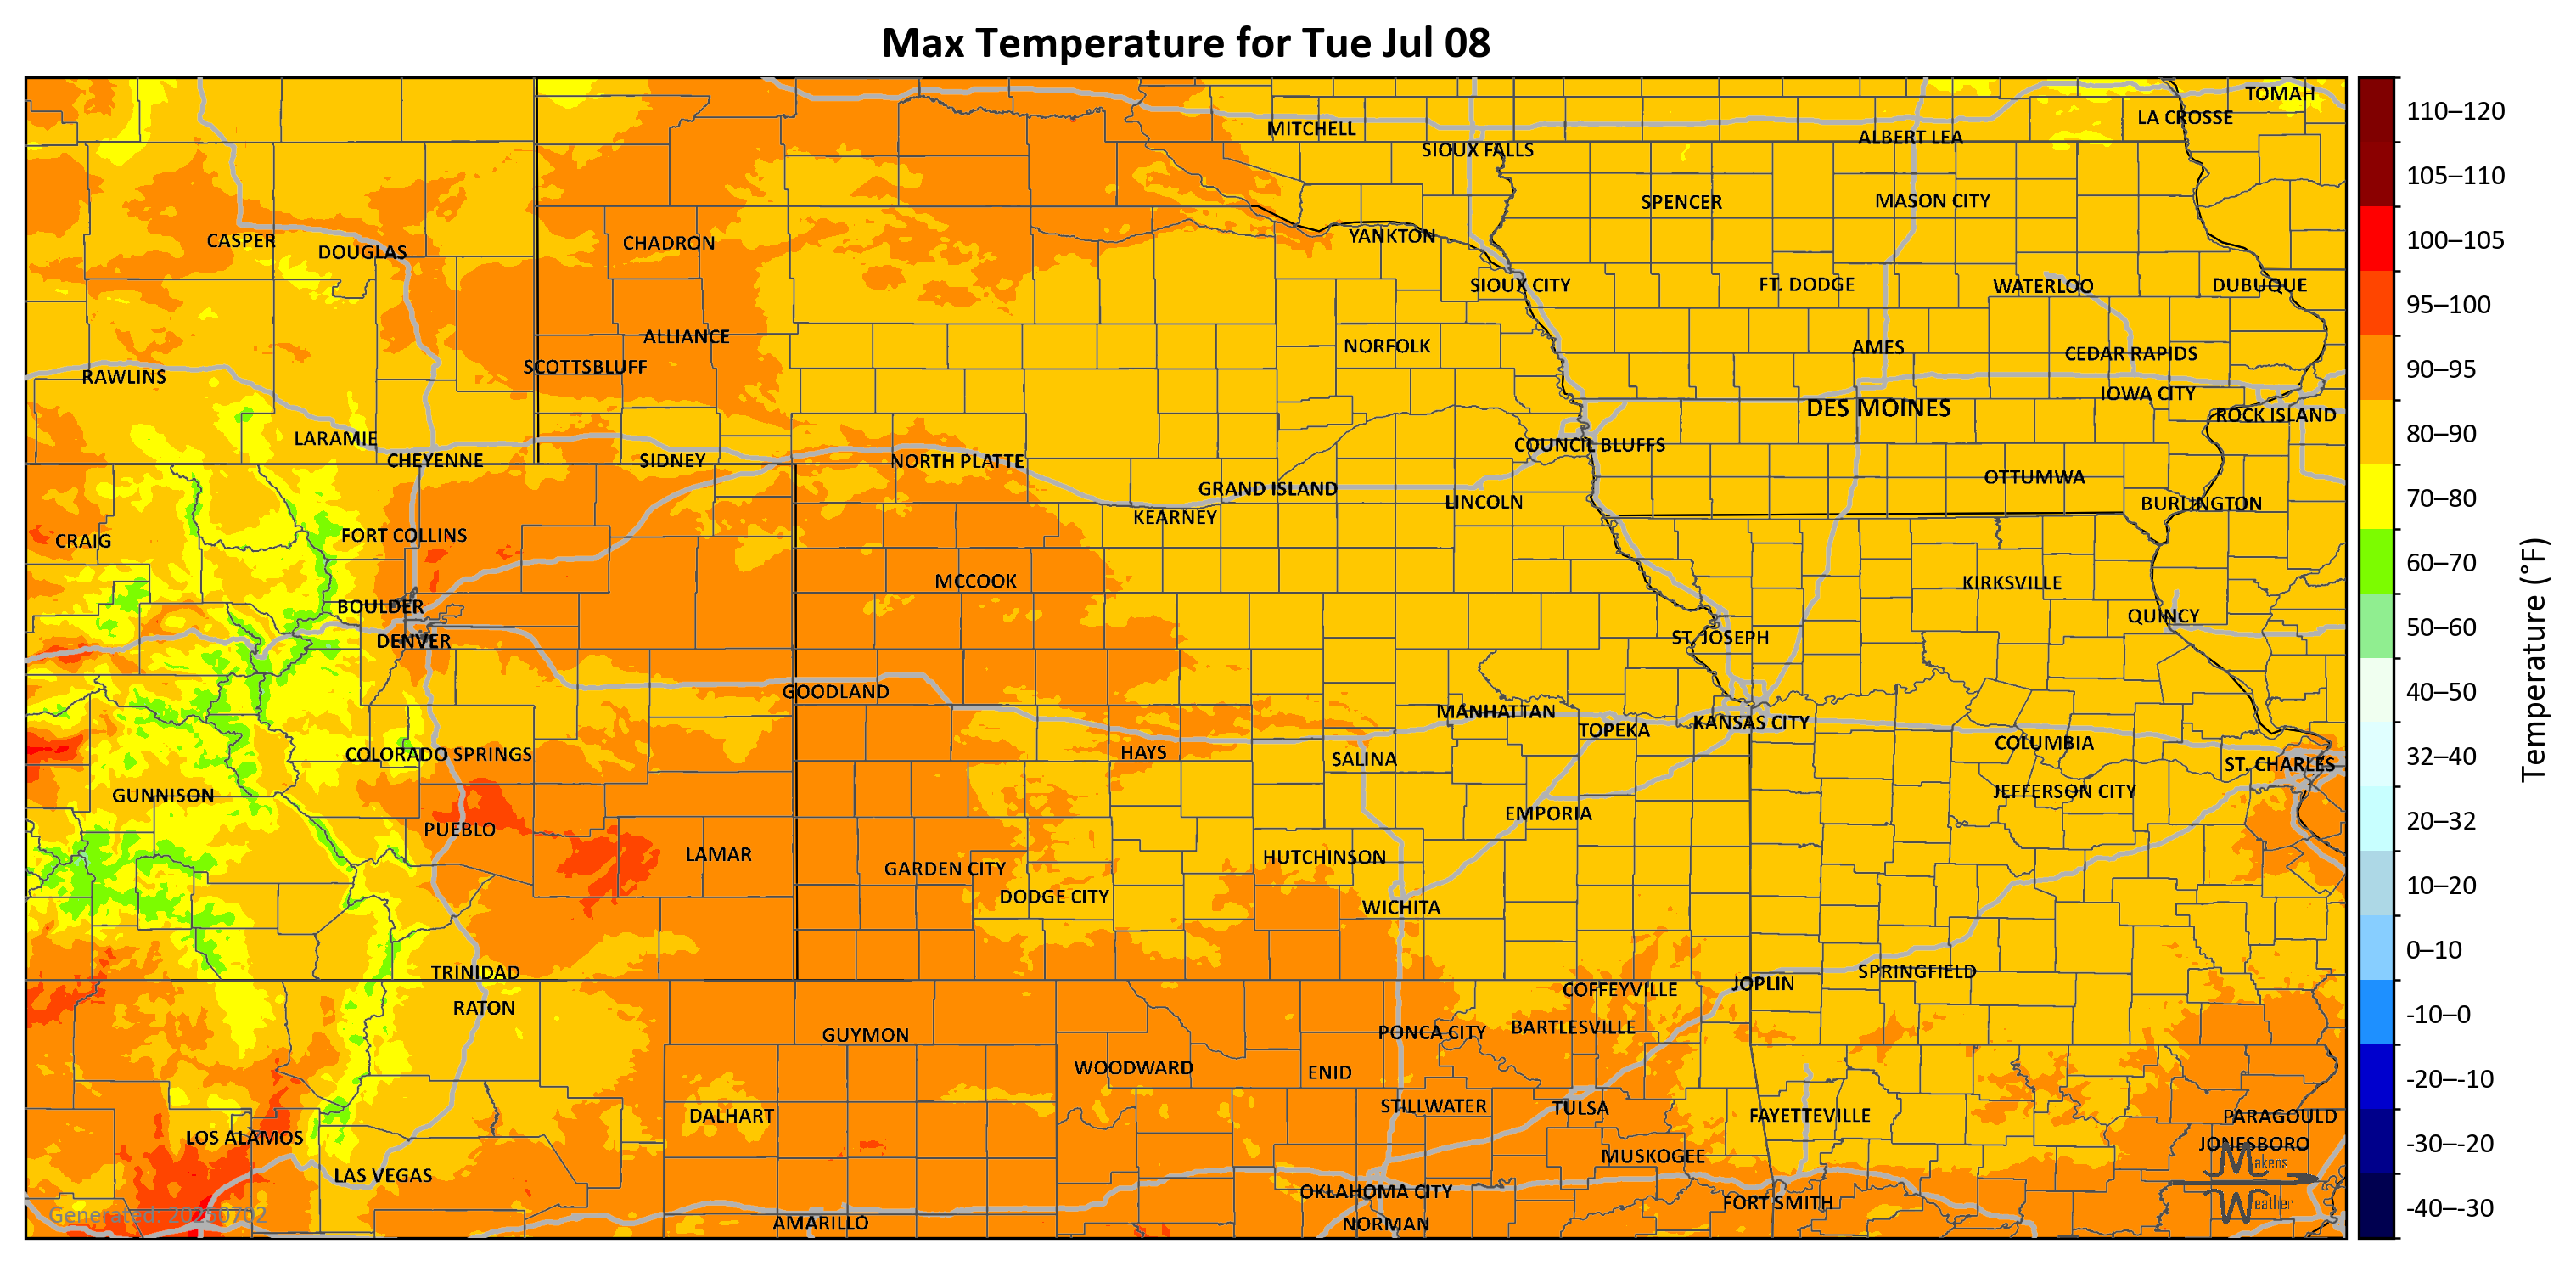 Max Temperature for Tue Jul 08
TOMAH
LA CROSSE
MITCHELL
ALBERT LEA
SIOUX FALLS
SPENCER
MASON CITY
YANKTON
CASPER
CHADRON
DOUGLAS
SIOUX CITY
FT. DODGE
WATERLOO
DUBUQUE
ALLIANCE
NORFOLK
AMES
CEDAR RAPIDS
SCOTTSBLUFF
RAWLINS
IOWA CITY
DES MOINES
ROCK ISLAND
LARAMIE
COUNCIL BLUFFS
CHEYENNE
SIDNEY
NORTH PLATTE
OTTUMWA
GRAND ISLAND
LINCOLN
BURLINGTON
KEARNEY
FORT COLLINS
CRAIG
MCCOOK
KIRKSVILLE
BOULDER
QUINCY
DENVER
ST. JOSEPH
GOODLAND
MANHATTAN
TOPEKA
KANSAS CITY
COLUMBIA
COLORADO SPRINGS
HAYS
SALINA
ST. CHARLES
GUNNISON
JEFFERSON CITY
EMPORIA
PUEBLO
LAMAR
HUTCHINSON
GARDEN CITY
DODGE CITY
WICHITA
TRINIDAD
SPRINGFIELD
JOPLIN
COFFEYVILLE
RATON
GUYMON
PONCA CITY
BARTLESVILLE
WOODWARD
ENID
STILLWATER
TULSA
DALHART
FAYETTEVILLE
PARAGOULD
LOS ALAMOS
JONESBORO
MUSKOGEE
LAS VEGAS
OKLAHOMA CITY
FORT SMITH
AMARILLO
NORMAN
Generated: 20250702
Makens
Weather
110–120
105–110
100–105
95–100
90–95
80–90
70–80
60–70
50–60
40–50
32–40
20–32
10–20
0–10
-10–0
-20–-10
-30–-20
-40–-30
Temperature (°F)